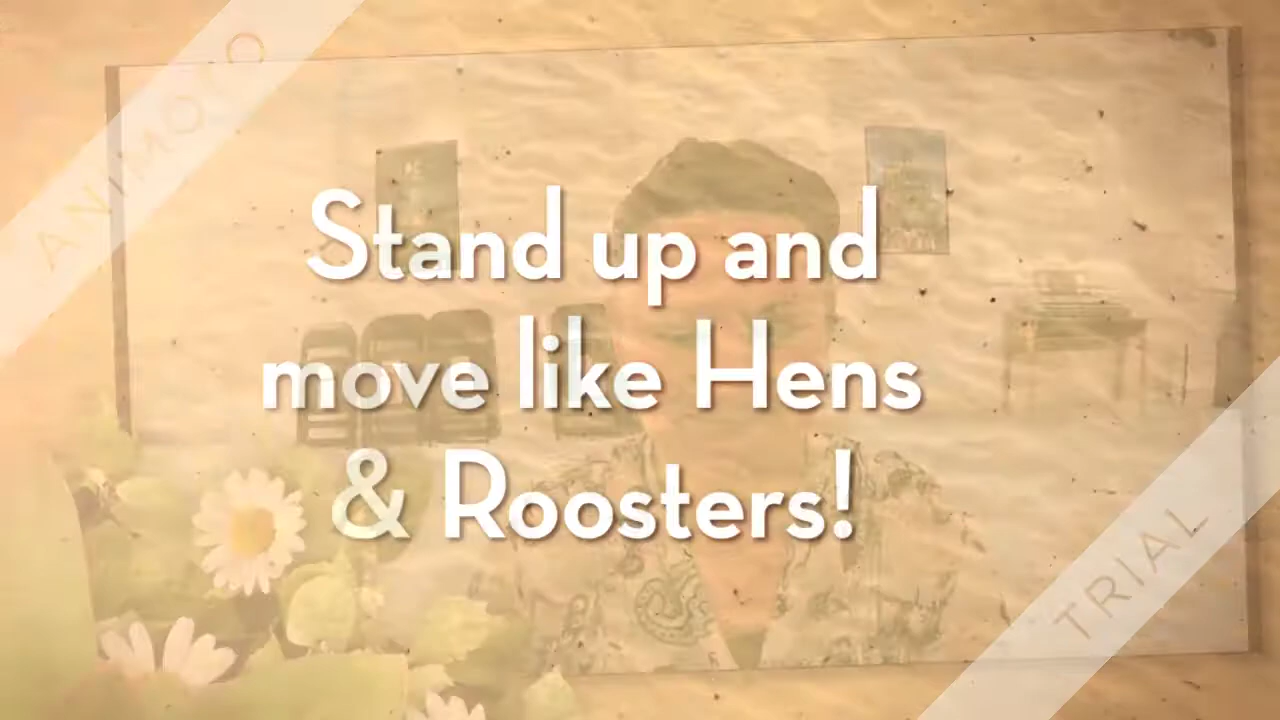 ANIMOTO
Stand up and
move like Hens
& Roosters!
TRIAL